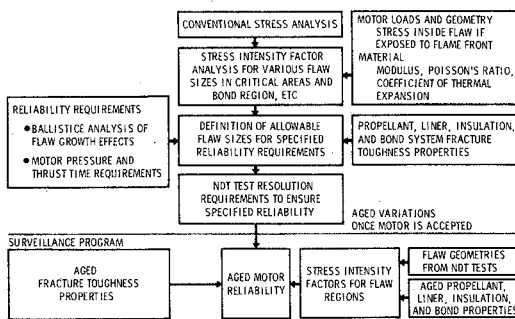 CONVENTIONAL STRESS ANALYSIS
MOTOR LOADS AND GEOMETRY
STRESS INSIDE FLAW IF
EXPOSED TO FLAME FRONT
MATERIAL
MODULUS, POISSON'S RATIO,
COEFFICIENT OF THERMAL
EXPANSION
STRESS INTENSITY FACTOR
ANALYSIS FOR VARIOUS FLAW
SIZES IN CRITICAL AREAS AND
BOND REGION, ETC
RELIABILITY REQUIREMENTS
●BALLISTICE ANALYSIS OF
FLAW GROWTH EFFECTS
● MOTOR PRESSURE AND
THRUST TIME REQUIREMENTS
DEFINITION OF ALLOWABLE
FLAW SIZES FOR SPECIFIED
RELIABILITY REQUIREMENTS
PROPELLANT, LINER, INSULATION,
AND BOND SYSTEM FRACTURE
TOUGHNESS PROPERTIES
NDT TEST RESOLUTION
REQUIREMENTS TO ENSURE
SPECIFIED RELIABILITY
AGED VARIATIONS
ONCE MOTOR IS ACCEPTED
SURVEILLANCE PROGRAM
AGED
FRACTURE TOUGHNESS
PROPERTIES
AGED MOTOR
RELIABILITY
STRESS INTENSITY
FACTORS FOR FLAW
REGIONS
FLAW GEOMETRIES
FROM NDT TESTS
AGED PROPELLANT,
LINER, INSULATION,
AND BOND PROPERTIES